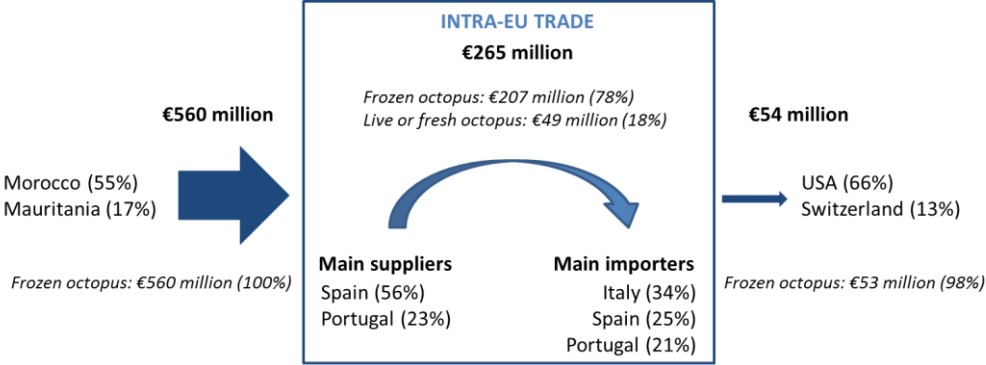 INTRA-EU TRADE
€265 million
Frozen octopus: €207 million (78%)
Live or fresh octopus: €49 million (18%)
€560 million
Morocco (55%)
Mauritania (17%)
Frozen octopus: €560 million (100%)
Main suppliers
Spain (56%)
Portugal (23%)
Main importers
Italy (34%)
Spain (25%)
Portugal (21%)
€54 million
USA (66%)
Switzerland (13%)
Frozen octopus: €53 million (98%)